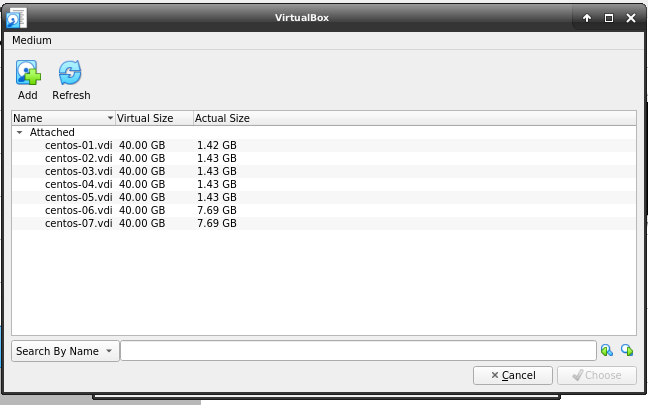 VirtualBox
Medium
Add Refresh
Name Virtual Size Actual Size
Attached
centos-01.vdi 40.00 GB 1.42 GB
centos-02.vdi 40.00 GB 1.43 GB
centos-03.vdi 40.00 GB 1.43 GB
centos-04.vdi 40.00 GB 1.43 GB
centos-05.vdi 40.00 GB 1.43 GB
centos-06.vdi 40.00 GB 7.69 GB
centos-07.vdi 40.00 GB 7.69 GB
Search By Name
Cancel Choose